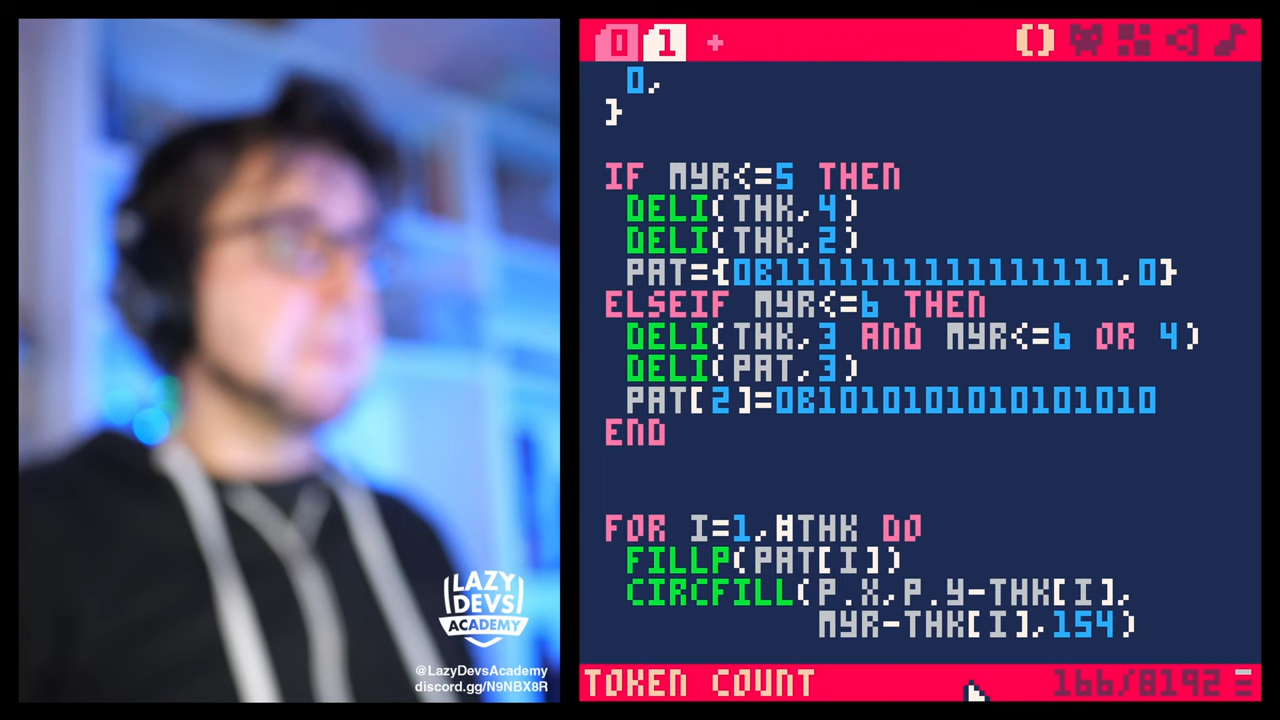 LAZY
DEVS
ACADEMY
@LazyDevsAcademy
discord.gg/N9NBX8R
0 1 +
0,
}
IF MYR<=5 THEN
DELI(THK,4)
DELI(THK,2)
PAT={0B1111111111111111,0}
ELSEIF MYR<=6 THEN
DELI(THK,3 AND MYR<=6 OR 4)
DELI(PAT,3)
PAT[2]=0B1010101010101010
END
FOR I=1,#THK DO
FILLP(PAT[I])
CIRCFILL(P.X,P.Y-THK[I],
MYR-THK[I],154)
TOKEN COUNT 166/8192